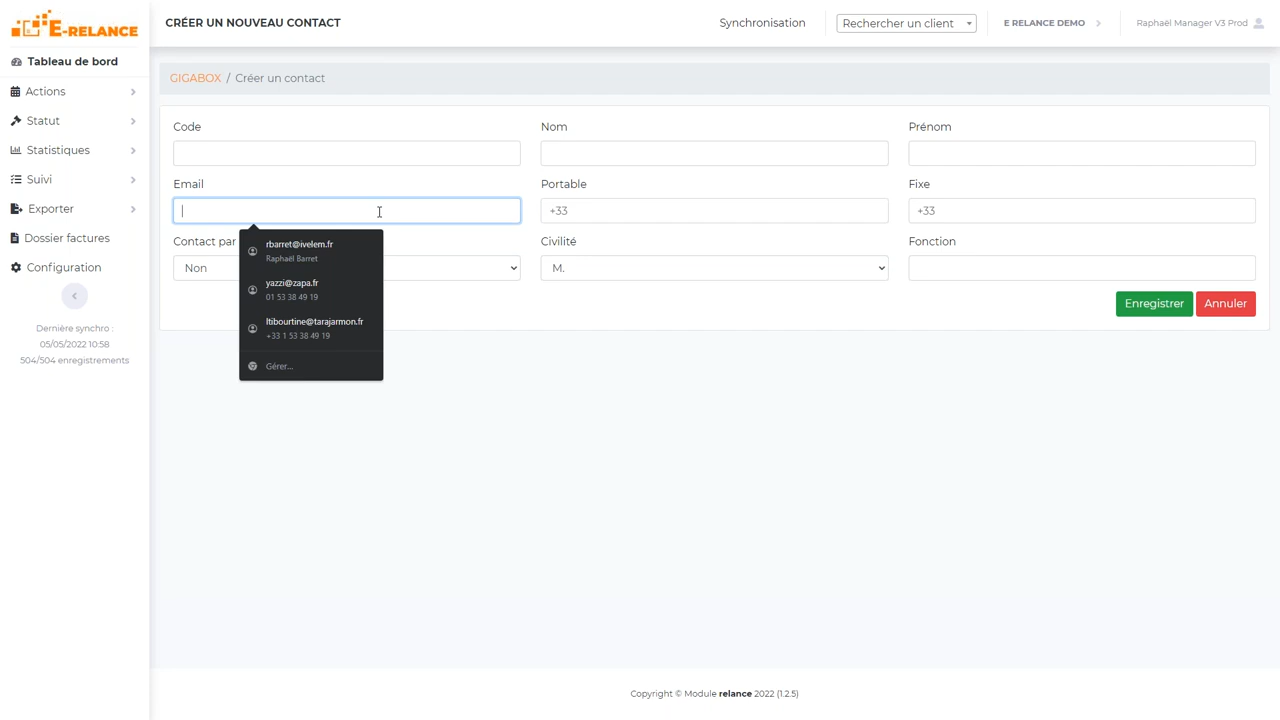 E-RELANCE
CRÉER UN NOUVEAU CONTACT
Synchronisation
Rechercher un client
E RELANCE DEMO
Raphaël Manager V3 Prod
Tableau de bord
Actions
Statut
Statistiques
Suivi
Exporter
Dossier factures
Configuration
Dernière synchro :
05/05/2022 10:58
504/504 enregistrements
GIGABOX / Créer un contact
Code
Nom
Prénom
Email
Portable
Fixe
+33
+33
Contact par
Civilité
Fonction
Non
M.
rbarret@ivelem.fr
Raphaël Barret
yazzi@zapa.fr
01 53 38 49 19
ltibourtine@tarajarmon.fr
+33 1 53 38 49 19
Gérer...
Enregistrer
Annuler
Copyright © Module relance 2022 (1.2.5)